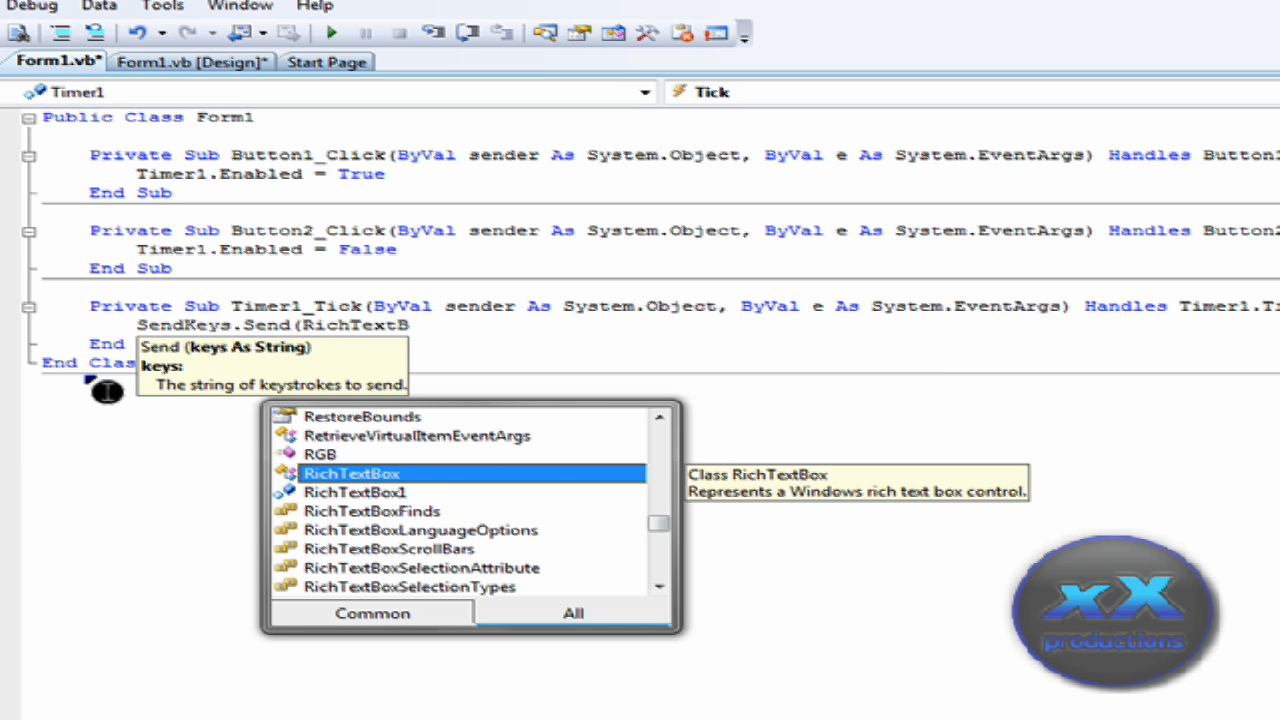 Debug Data Tools Window Help
Form1.vb* Form1.vb [Design]* Start Page
Timer1 Tick
Public Class Form1
Private Sub Button1_Click(ByVal sender As System.Object, ByVal e As System.EventArgs) Handles Button1
Timer1.Enabled = True
End Sub
Private Sub Button2_Click(ByVal sender As System.Object, ByVal e As System.EventArgs) Handles Button2
Timer1.Enabled = False
End Sub
Private Sub Timer1_Tick(ByVal sender As System.Object, ByVal e As System.EventArgs) Handles Timer1.Ti
SendKeys.Send(RichTextB
End
Send (keys As String)
End Clas
keys:
The string of keystrokes to send.
RestoreBounds
RetrieveVirtualItemEventArgs
RGB
RichTextBox
RichTextBox1
RichTextBoxFinds
RichTextBoxLanguageOptions
RichTextBoxScrollBars
RichTextBoxSelectionAttribute
RichTextBoxSelectionTypes
Common All
Class RichTextBox
Represents a Windows rich text box control.
xX
productions